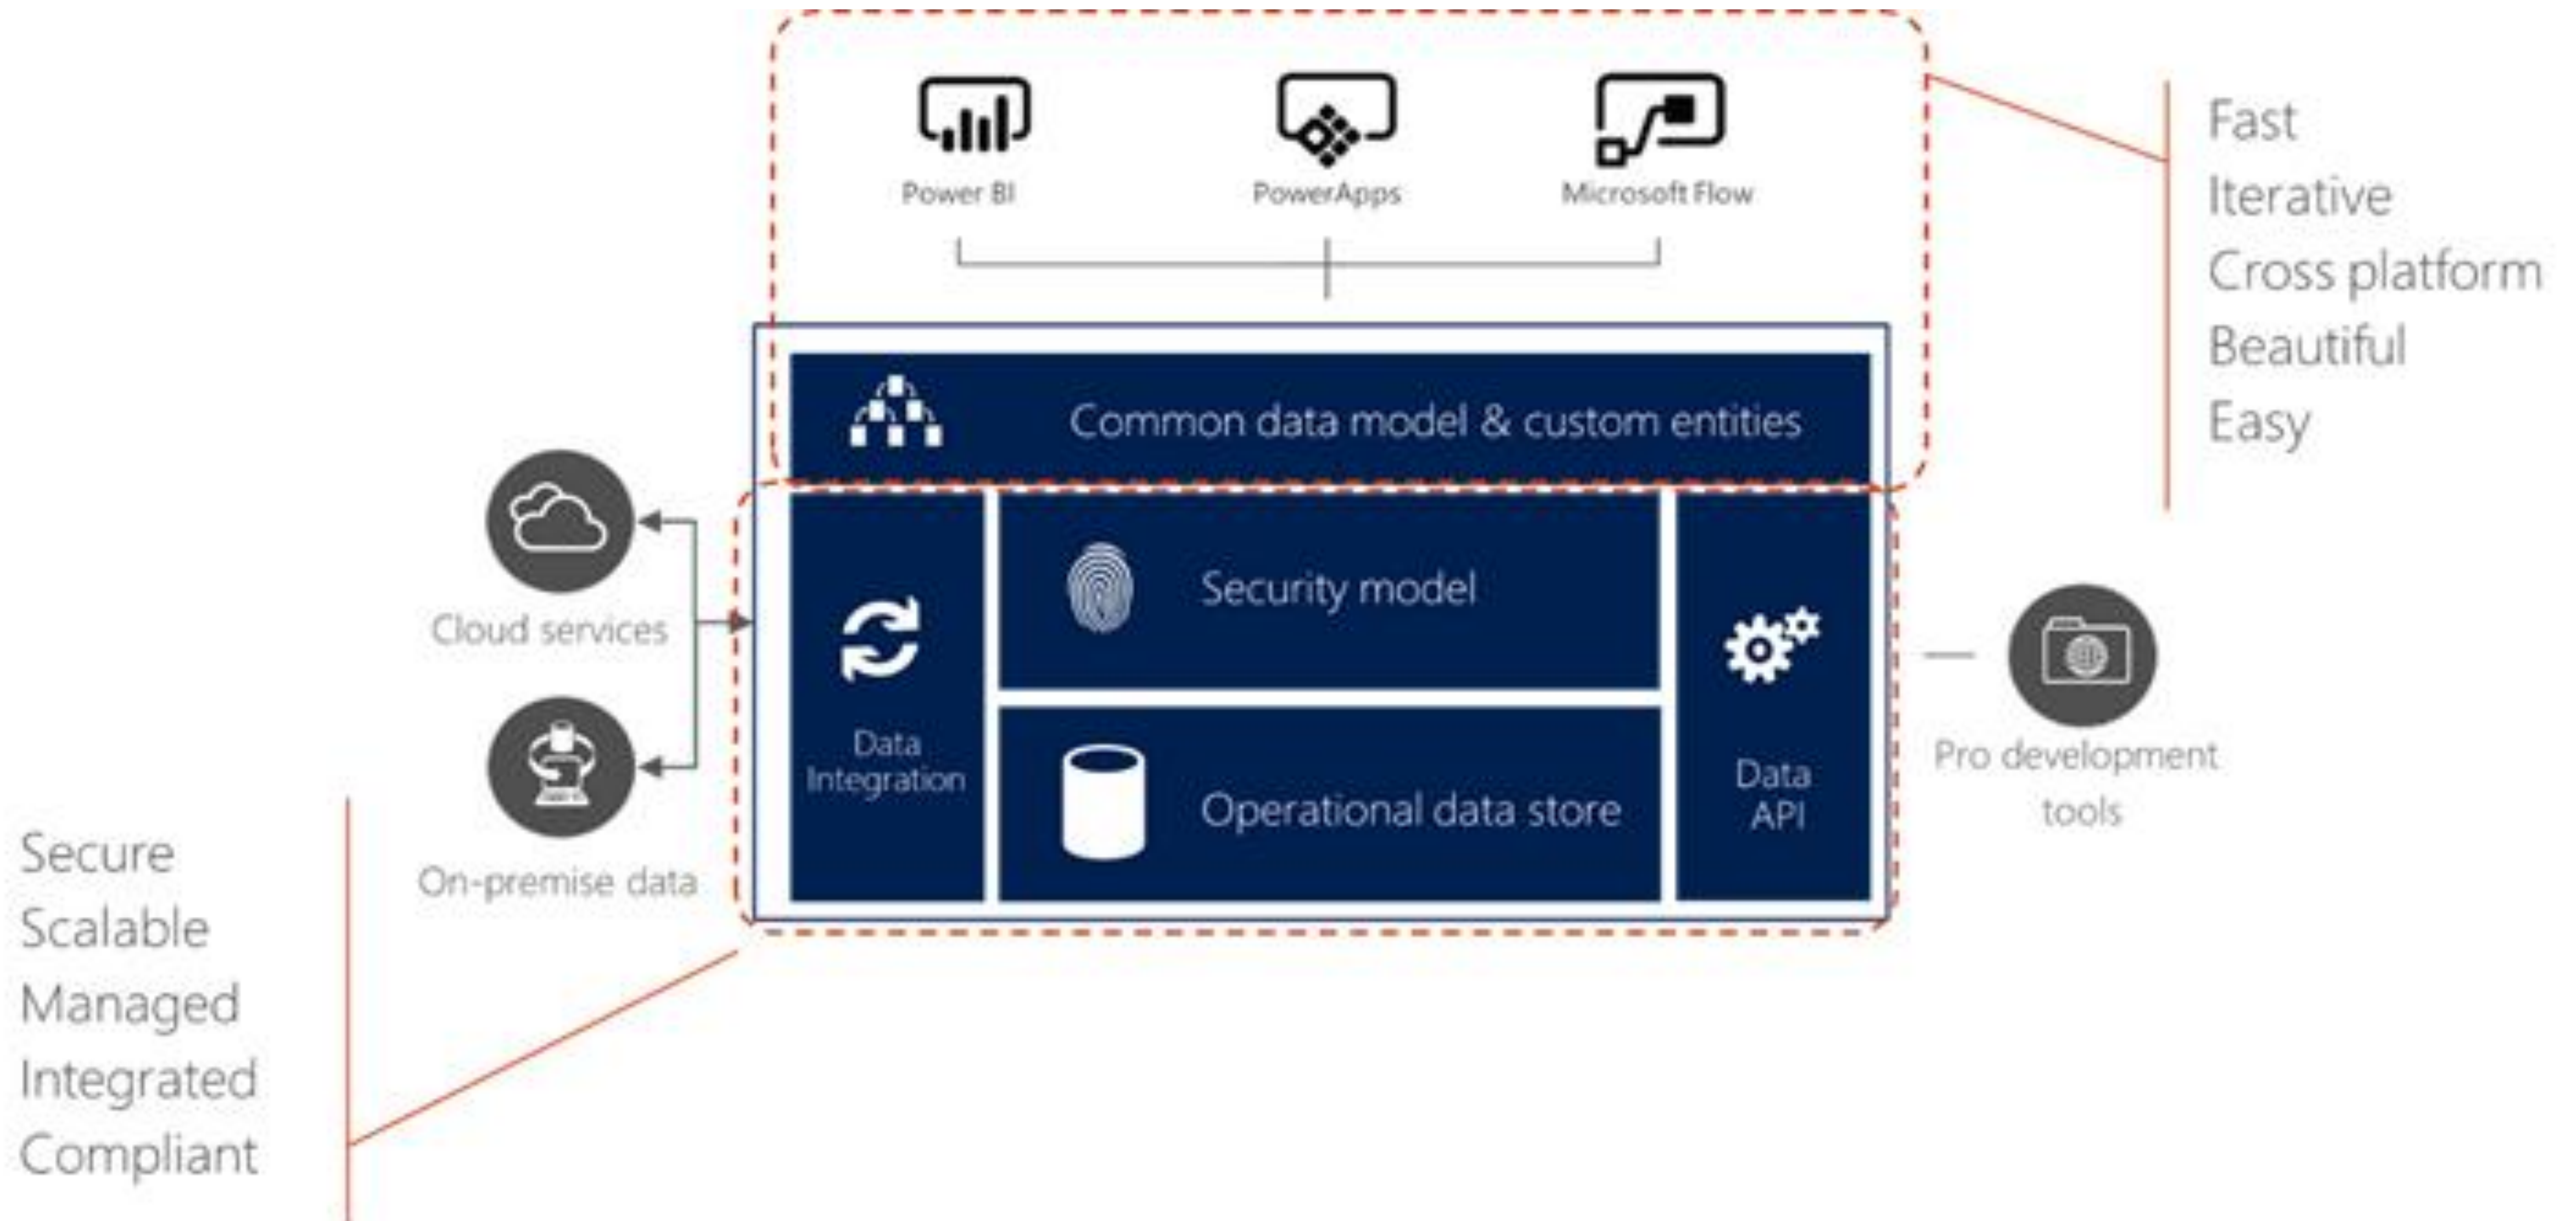 Power BI
PowerApps
Microsoft Flow
Fast
Iterative
Cross platform
Beautiful
Easy
Common data model & custom entities
Cloud services
On-premise data
Data
Integration
Security model
Operational data store
Data
API
Pro development
tools
Secure
Scalable
Managed
Integrated
Compliant